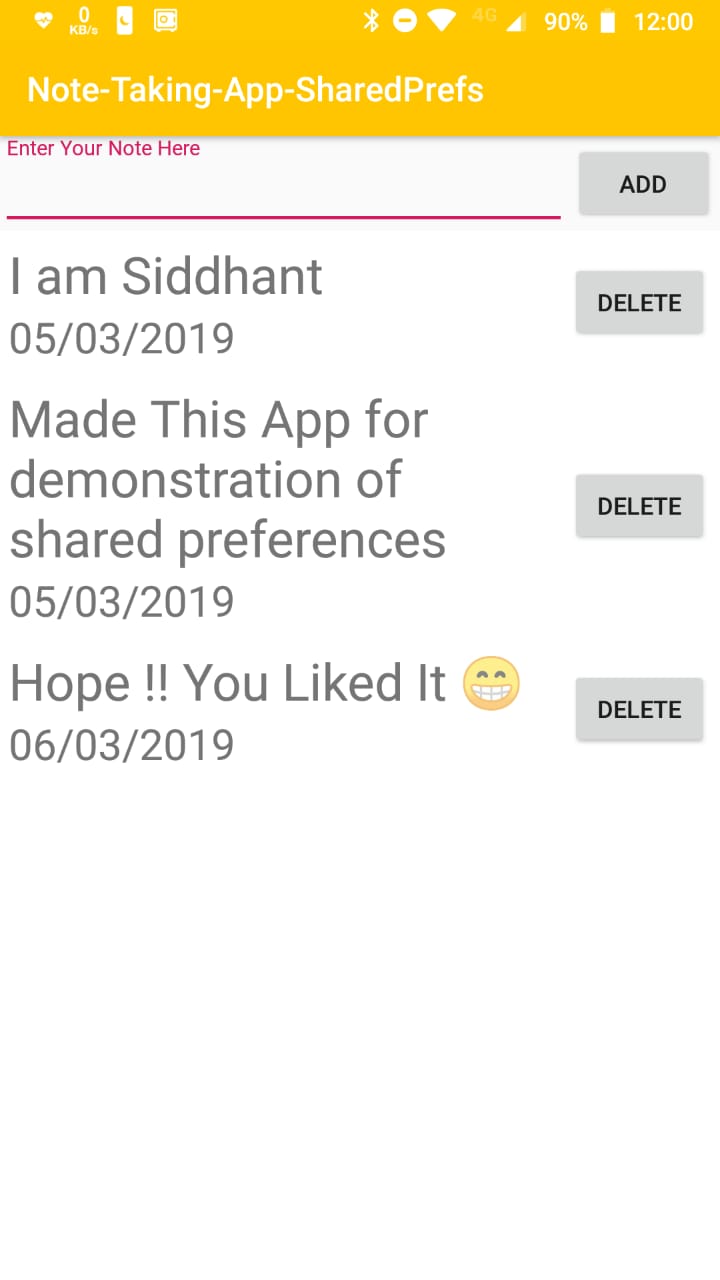 0
KB/s
4G
90%
12:00
Note-Taking-App-SharedPrefs
Enter Your Note Here
ADD
I am Siddhant
05/03/2019
DELETE
Made This App for
demonstration of
shared preferences
05/03/2019
DELETE
Hope !! You Liked It 😁
06/03/2019
DELETE